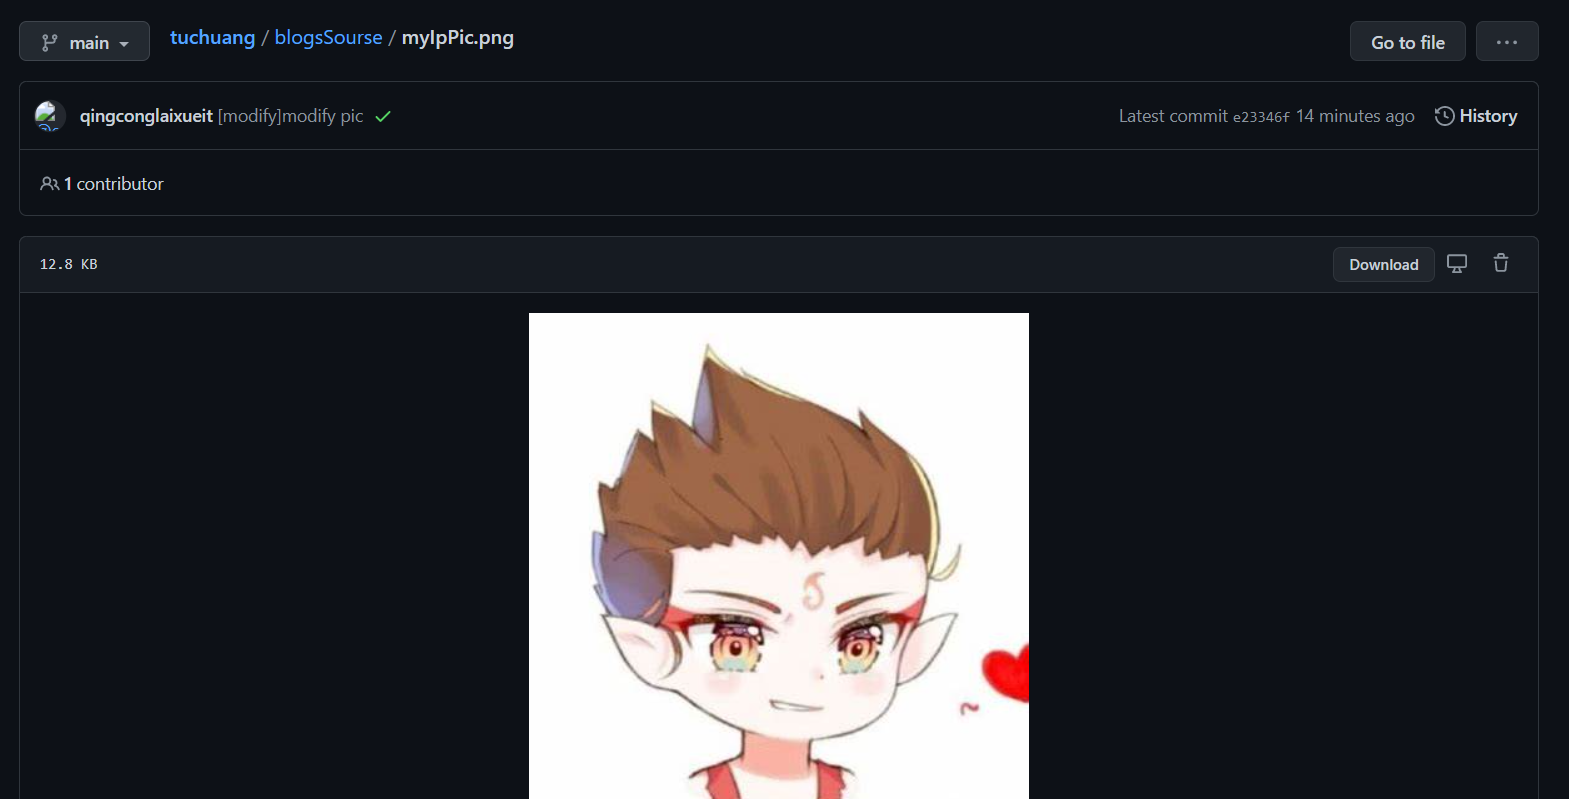 main
tuchuang / blogsSourse / myIpPic.png
Go to file
qingconglaixueit [modify]modify pic
Latest commit e23346f 14 minutes ago
History
1 contributor
12.8 KB
Download